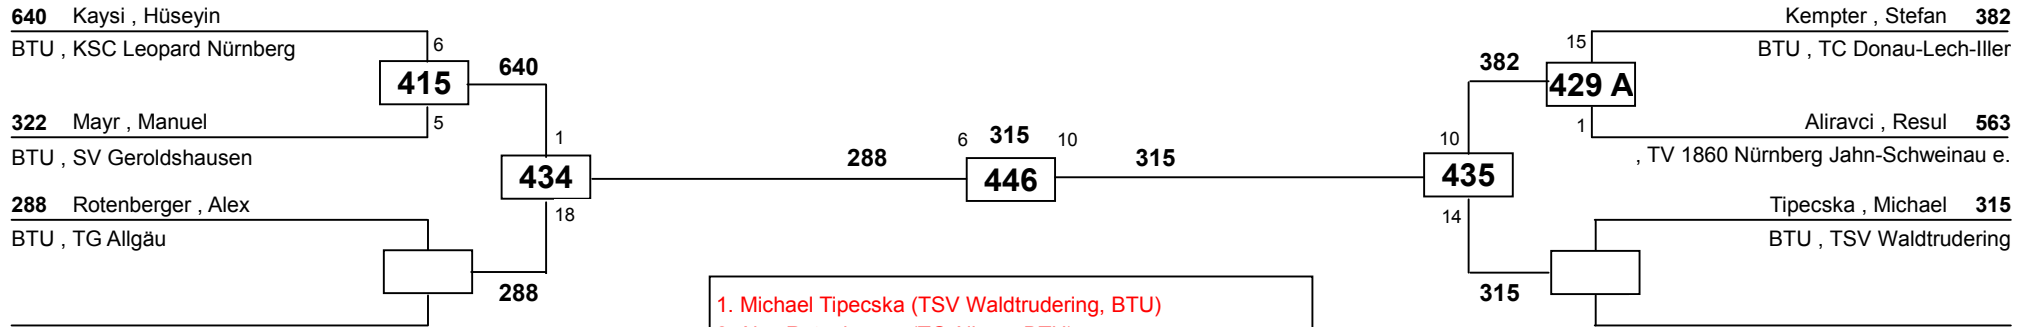 640 Kaysi , Hüseyin
BTU , KSC Leopard Nürnberg
6
415
640
5
322 Mayr , Manuel
BTU , SV Geroldshausen
1
434
18
288 Rotenberger , Alex
BTU , TG Allgäu
288
288
6 315 10
446
315
Kempter , Stefan 382
BTU , TC Donau-Lech-Iller
15
382
429 A
1
Aliravci , Resul 563
, TV 1860 Nürnberg Jahn-Schweinau e.
10
435
14
Tipecska , Michael 315
BTU , TSV Waldtrudering
315
1. Michael Tipecska (TSV Waldtrudering, BTU)